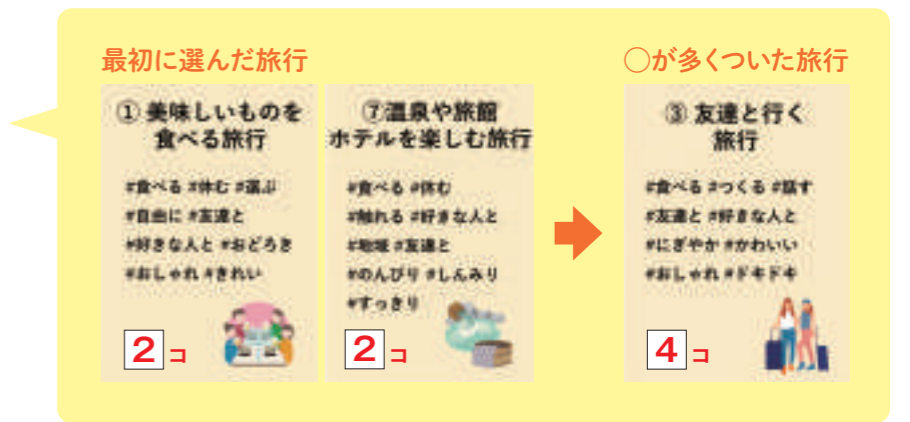 最初に選んだ旅行
① 美味しいものを
食べる旅行
#食べる #休む #選ぶ
#自由に #友達と
#好きな人と #おどろき
#おしゃれ #きれい
2コ
⑦温泉や旅館
ホテルを楽しむ旅行
#食べる #休む
#触れる #好きな人と
#地域 #友達と
#のんびり #しんみり
#すっきり
2コ
〇が多くついた旅行
③ 友達と行く
旅行
#食べる #つくる #話す
#友達と #好きな人と
#にぎやか #かわいい
#おしゃれ #ドキドキ
4コ